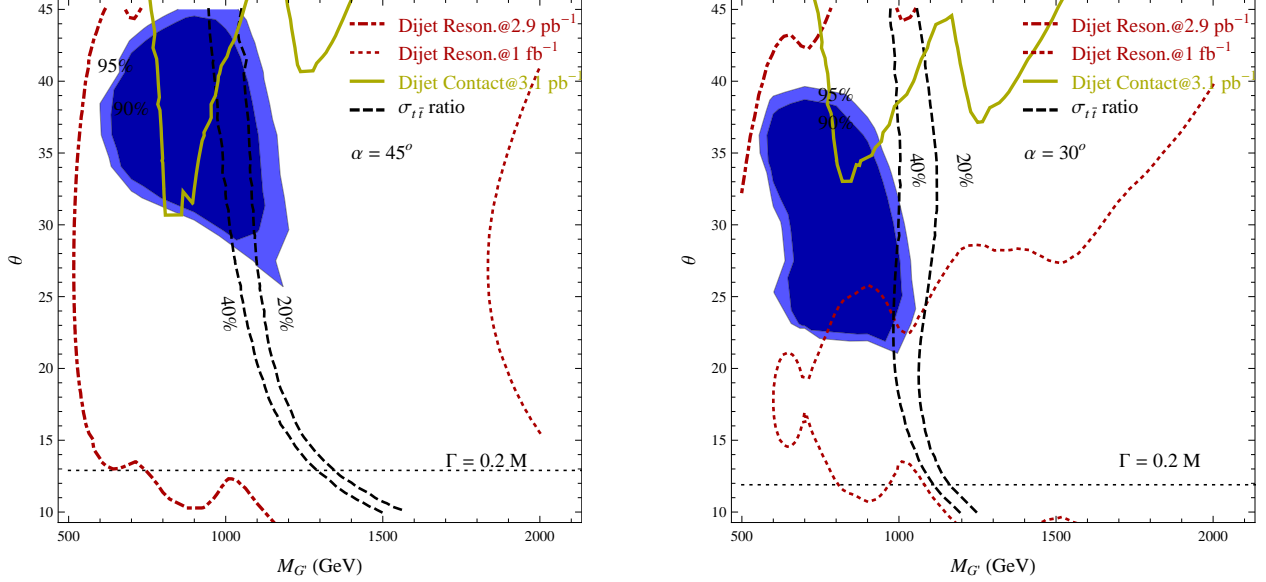 45
40
35
30
25
20
15
10
θ
500
1000
1500
2000
M_{G'} (GeV)
Dijet Reson.@2.9 pb⁻¹
Dijet Reson.@1 fb⁻¹
Dijet Contact@3.1 pb⁻¹
σ_{t t̄} ratio
α = 45°
95%
90%
40%
20%
Γ = 0.2 M
45
40
35
30
25
20
15
10
θ
500
1000
1500
2000
M_{G'} (GeV)
Dijet Reson.@2.9 pb⁻¹
Dijet Reson.@1 fb⁻¹
Dijet Contact@3.1 pb⁻¹
σ_{t t̄} ratio
α = 30°
95%
90%
40%
20%
Γ = 0.2 M